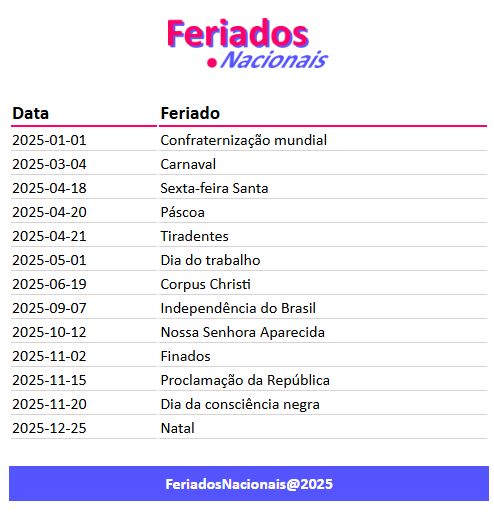 Feriados
Nacionais
Data Feriado
2025-01-01 Confraternização mundial
2025-03-04 Carnaval
2025-04-18 Sexta-feira Santa
2025-04-20 Páscoa
2025-04-21 Tiradentes
2025-05-01 Dia do trabalho
2025-06-19 Corpus Christi
2025-09-07 Independência do Brasil
2025-10-12 Nossa Senhora Aparecida
2025-11-02 Finados
2025-11-15 Proclamação da República
2025-11-20 Dia da consciência negra
2025-12-25 Natal
FeriadosNacionais@2025